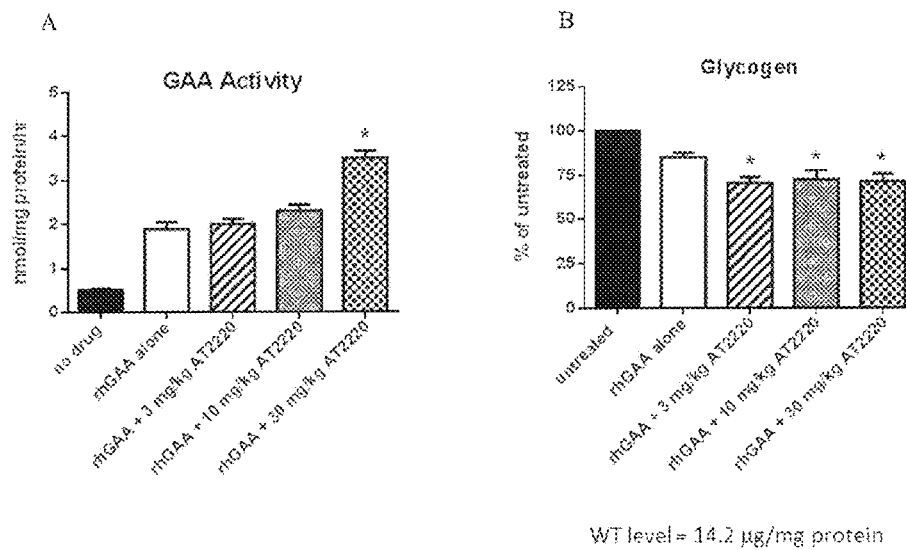 A
GAA Activity
nmol/mg protein/hr
5
4
3
2
1
0
no drug
rhGAA alone
rhGAA + 3 mg/kg AT2220
rhGAA + 10 mg/kg AT2220
rhGAA + 30 mg/kg AT2220
*
B
Glycogen
% of untreated
125
100
75
50
25
0
untreated
rhGAA alone
rhGAA + 3 mg/kg AT2220
rhGAA + 10 mg/kg AT2220
rhGAA + 30 mg/kg AT2220
* * *
WT level = 14.2 µg/mg protein